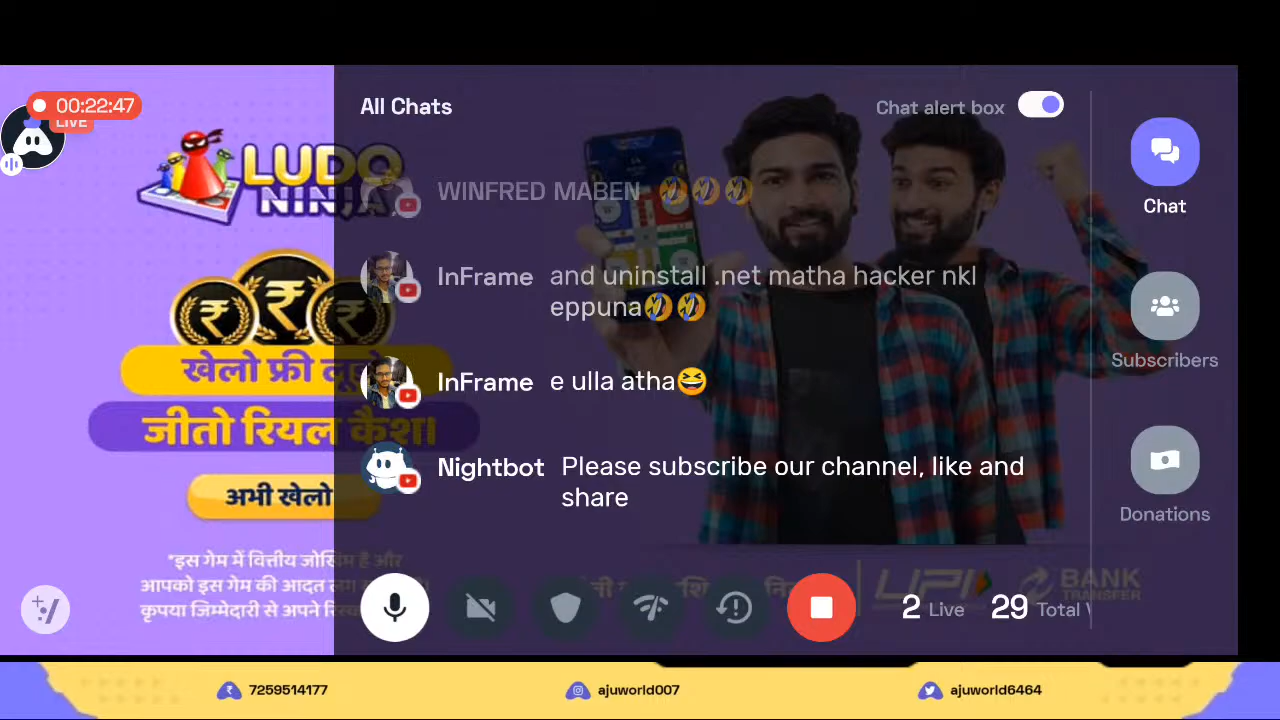 00:22:47
LIVE
All Chats
Chat alert box
LUDO
NINJA
WINFRED MABEN 🤣🤣🤣
Chat
InFrame and uninstall .net matha hacker nkl
eppuna🤣🤣
खेलो फ्री लूडो
Subscribers
InFrame e ulla atha😆
जीतो रियल कैश।
Nightbot Please subscribe our channel, like and
share
अभी खेलो
Donations
*इस गेम में वित्तीय जोखिम है और
आपको इस गेम की आदत लग
कृपया जिम्मेदारी से अपने
UPI
BANK
TRANSFER
2 Live 29 Total
7259514177
ajuworld007
ajuworld6464